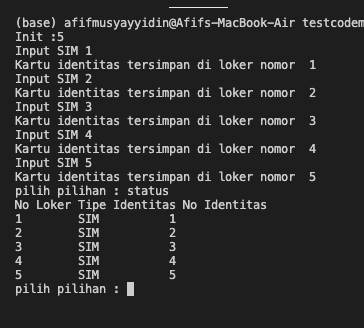 (base) afifmusyayyidin@Afifs-MacBook-Air testcodem
Init :5
Input SIM 1
Kartu identitas tersimpan di loker nomor  1
Input SIM 2
Kartu identitas tersimpan di loker nomor  2
Input SIM 3
Kartu identitas tersimpan di loker nomor  3
Input SIM 4
Kartu identitas tersimpan di loker nomor  4
Input SIM 5
Kartu identitas tersimpan di loker nomor  5
pilih pilihan : status
No Loker Tipe Identitas No Identitas
1        SIM          1
2        SIM          2
3        SIM          3
4        SIM          4
5        SIM          5
pilih pilihan :